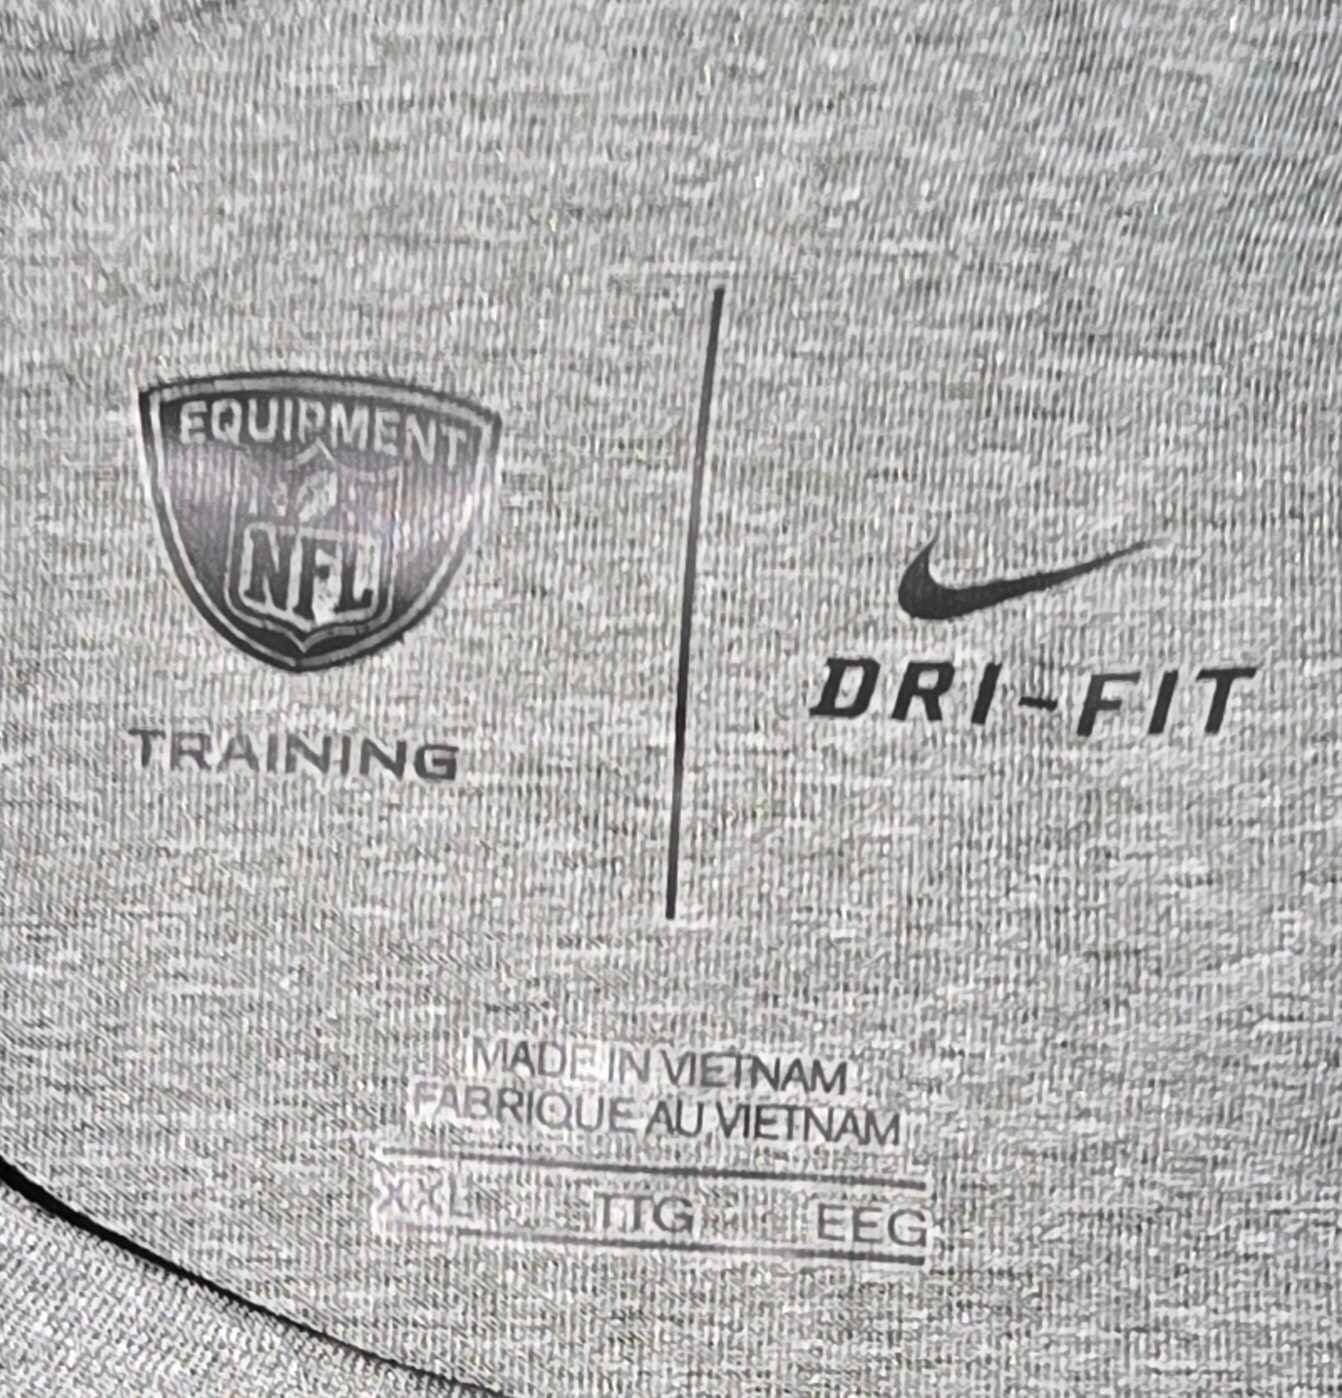 EQUIPMENT
NFL
TRAINING
DRI-FIT
MADE IN VIETNAM
FABRIQUE AU VIETNAM
XXL TTG EEG